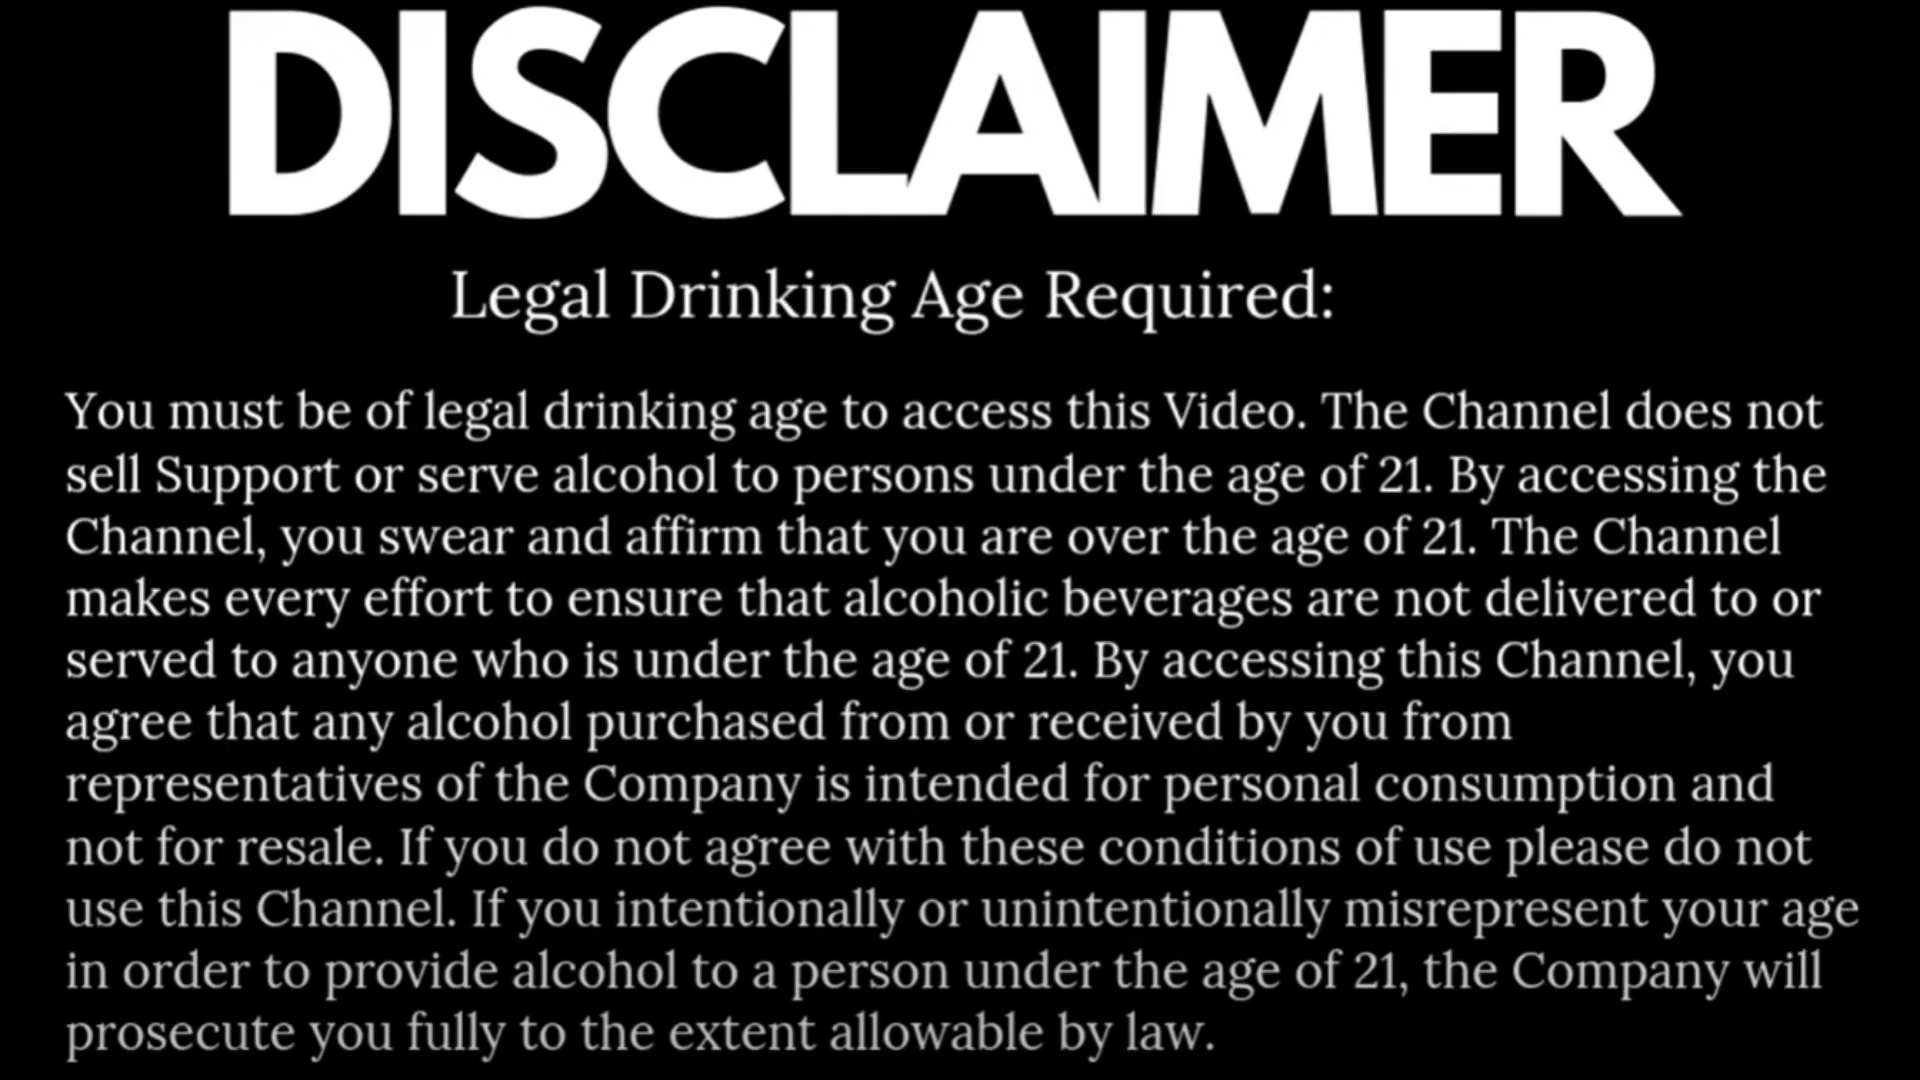 DISCLAIMER
Legal Drinking Age Required:
You must be of legal drinking age to access this Video. The Channel does not
sell Support or serve alcohol to persons under the age of 21. By accessing the
Channel, you swear and affirm that you are over the age of 21. The Channel
makes every effort to ensure that alcoholic beverages are not delivered to or
served to anyone who is under the age of 21. By accessing this Channel, you
agree that any alcohol purchased from or received by you from
representatives of the Company is intended for personal consumption and
not for resale. If you do not agree with these conditions of use please do not
use this Channel. If you intentionally or unintentionally misrepresent your age
in order to provide alcohol to a person under the age of 21, the Company will
prosecute you fully to the extent allowable by law.